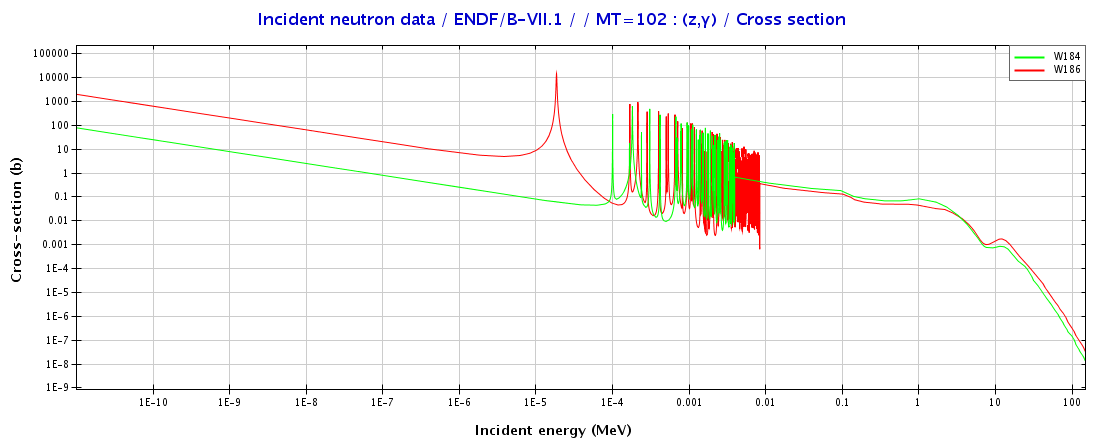 Incident neutron data / ENDF/B-VII.1 / / MT=102 : (z,γ) / Cross section
W184
W186
Cross-section (b)
100000
10000
1000
100
10
1
0.1
0.01
0.001
1E-4
1E-5
1E-6
1E-7
1E-8
1E-9
1E-10 1E-9 1E-8 1E-7 1E-6 1E-5 1E-4 0.001 0.01 0.1 1 10 100
Incident energy (MeV)